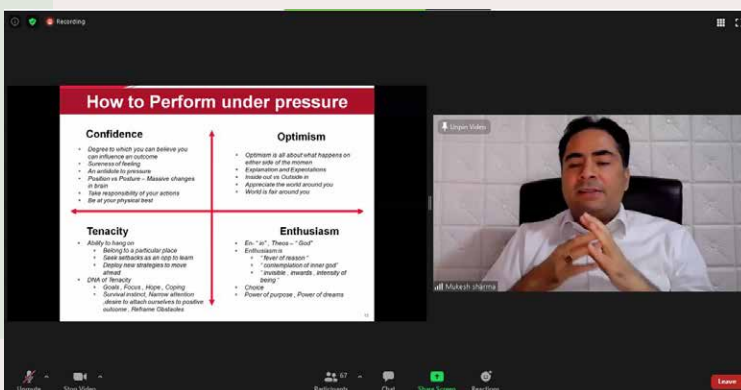 Recording
How to Perform under pressure
Confidence
• Degree to which you can believe you
can influence an outcome
• Sureness of feeling
• An antidote to pressure
• Position vs Posture – Massive changes
in brain
• Take responsibility of your actions
• Be at your physical best
Optimism
• Optimism is all about what happens on
either side of the momen
• Explanation and Expectations
• Inside out vs Outside in
• Appreciate the world around you
• World is fair around you
Tenacity
• Ability to hang on
• Belong to a particular place
• Seek setbacks as an opp to learn
• Deploy new strategies to move
ahead
• DNA of Tenacity
• Goals , Focus , Hope , Coping
• Survival instinct, Narrow attention
, desire to attach ourselves to positive
outcome , Reframe Obstacles
Enthusiasm
• En- " in" , Theos – " God"
• Enthusiasm is
• " fever of reason "
• " contemplation of inner god"
• " invisible , inwards , intensity of
being "
• Choice
• Power of purpose , Power of dreams
Unpin Video
Mukesh sharma
Unmute
Stop Video
67
Participants
Chat
Share Screen
Reactions
Leave